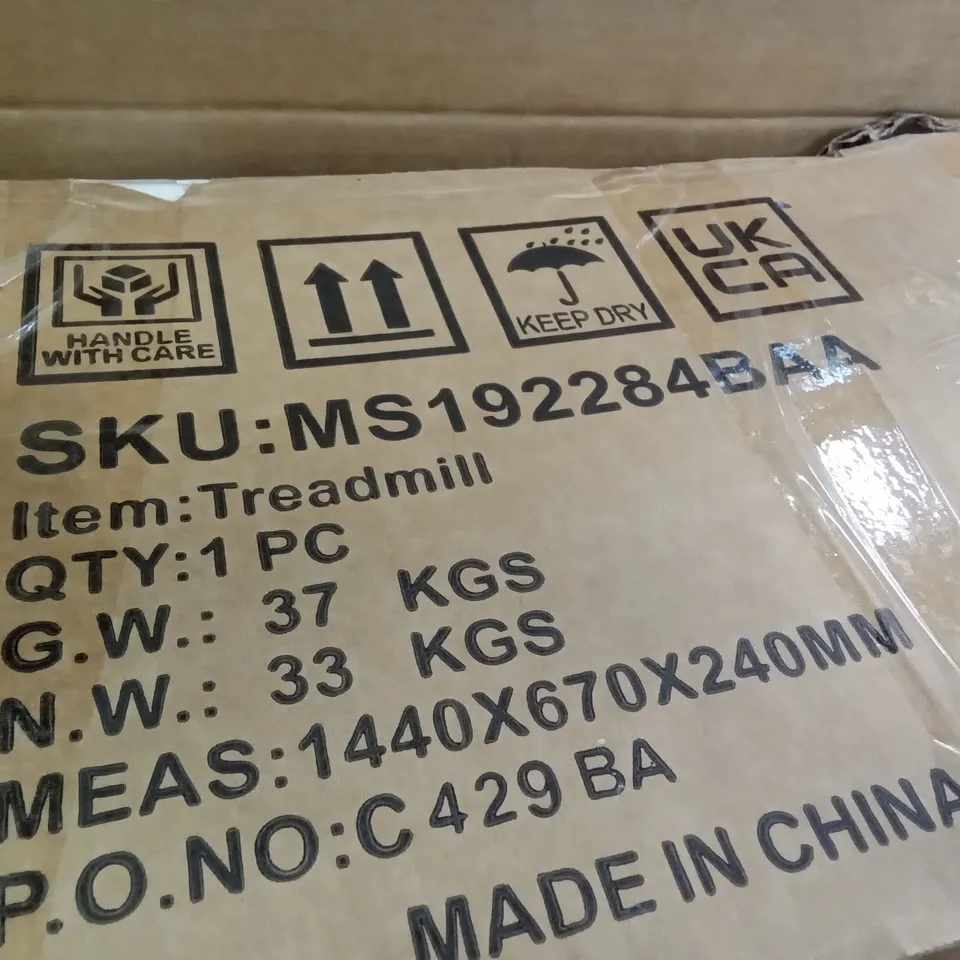 HANDLE
WITH CARE
KEEP DRY
UK
CA
SKU:MS192284BAA
Item:Treadmill
QTY:1 PC
G.W.: 37 KGS
N.W.: 33 KGS
MEAS:1440X670X240MM
P.O.NO:C429BA
MADE IN CHINA